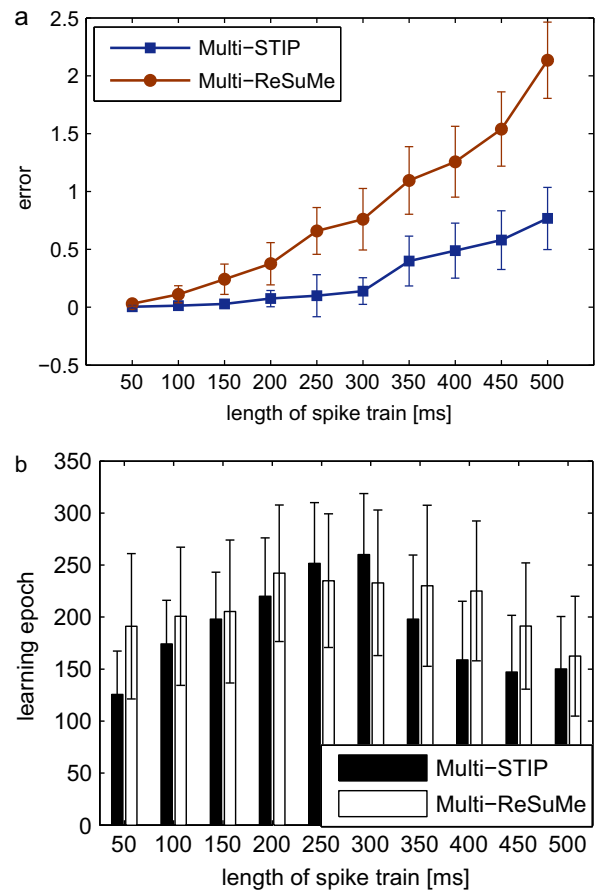 a
Multi−STIP
Multi−ReSuMe
error
2.5
2
1.5
1
0.5
0
−0.5
50 100 150 200 250 300 350 400 450 500
length of spike train [ms]
b
learning epoch
350
300
250
200
150
100
50
0
Multi−STIP
Multi−ReSuMe
50 100 150 200 250 300 350 400 450 500
length of spike train [ms]